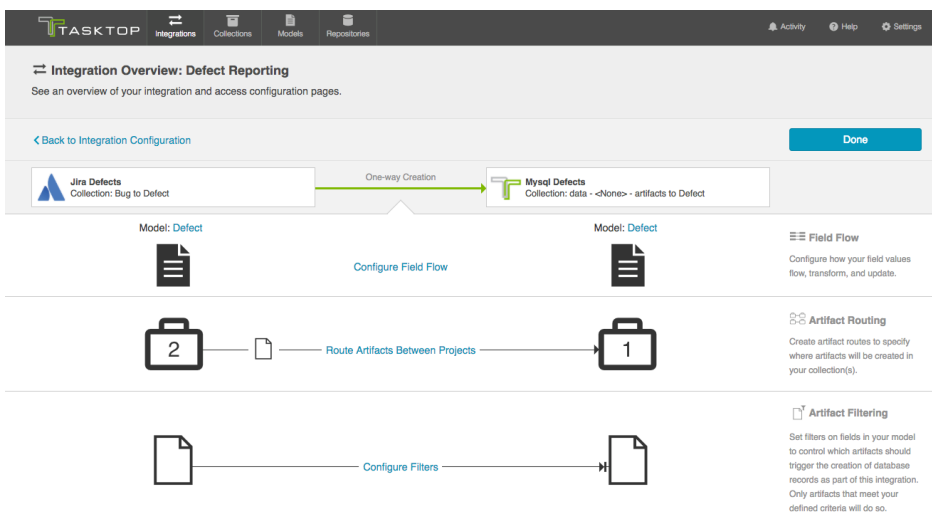 TASKTOP
Integrations
Collections
Models
Repositories
Activity
Help
Settings
Integration Overview: Defect Reporting
See an overview of your integration and access configuration pages.
Back to Integration Configuration
Done
Jira Defects
Collection: Bug to Defect
One-way Creation
Mysql Defects
Collection: data - <None> - artifacts to Defect
Model: Defect
Model: Defect
Configure Field Flow
Field Flow
Configure how your field values
flow, transform, and update.
2
Route Artifacts Between Projects
1
Artifact Routing
Create artifact routes to specify
where artifacts will be created in
your collection(s).
Configure Filters
Artifact Filtering
Set filters on fields in your model
to control which artifacts should
trigger the creation of database
records as part of this integration.
Only artifacts that meet your
defined criteria will do so.